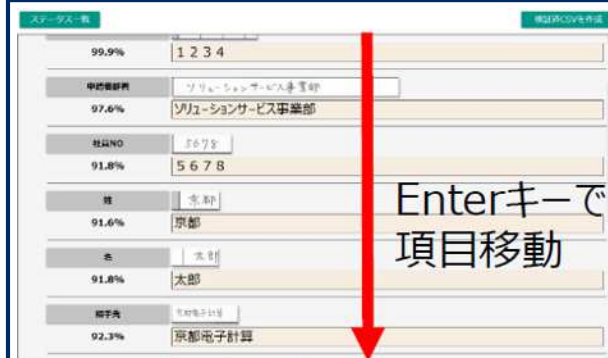 ステータス一覧
検証済CSVを作成
99.9%
1234
申請者部門
ソリューションサービス事業部
97.6%
ソリューションサービス事業部
社員NO
5678
91.8%
5678
姓
京都
91.6%
京都
名
太郎
91.8%
太郎
相手先
京都電子計算
92.3%
京都電子計算
Enterキーで
項目移動